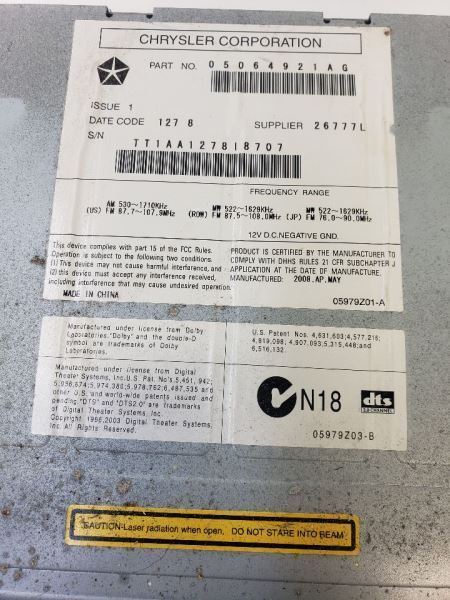 CHRYSLER CORPORATION
PART NO. 05064921AG
ISSUE 1
DATE CODE 127 8 SUPPLIER 26777L
S/N
TT1AA127818707
FREQUENCY RANGE
AM 530~1710KHz MW 522~1629KHz MW 522~1629KHz
(US) FM 87.7~107.9MHz (ROW) FM 87.5~108.0MHz (JP) FM 76.0~90.0MHz
12V D.C.NEGATIVE GND.
This device complies with part 15 of the FCC Rules.
Operation is subject to the following two conditions.
(1) This device may not cause harmful interference, and
(2) this device must accept any interference received,
including interference that may cause undesired operation.
MADE IN CHINA
PRODUCT IS CERTIFIED BY THE MANUFACTURER TO
COMPLY WITH DHHS RULES 21 CFR SUBCHAPTER J
APPLICATION AT THE DATE OF MANUFACTURE.
MANUFACTURED: 2008.AP,MAY
05979Z01-A
Manufactured under license from Dolby
Laboratories. "Dolby" and the double-D
symbol are trademarks of Dolby
Laboratories.
Manufactured under license from Digital
Theater Systems, Inc.U.S. Pat. No's.5,451,942;
5,956,674;5,974,380;5,978,762;6,487,535 and
other U.S. and world-wide patents issued and
pending. "DTS" and "DTS2.0" are trademarks
of Digital Theater Systems, Inc.
Copyright 1996,2003 Digital Theater Systems,
Inc. All Rights Reserved.
U.S. Patent Nos. 4,631,603;4,577,216;
4,819,098; 4,907,093;5,315,448;and
6,516,132.
N18
dts
2.0 CHANNEL
05979Z03-B
CAUTION-Laser radiation when open, DO NOT STARE INTO BEAM